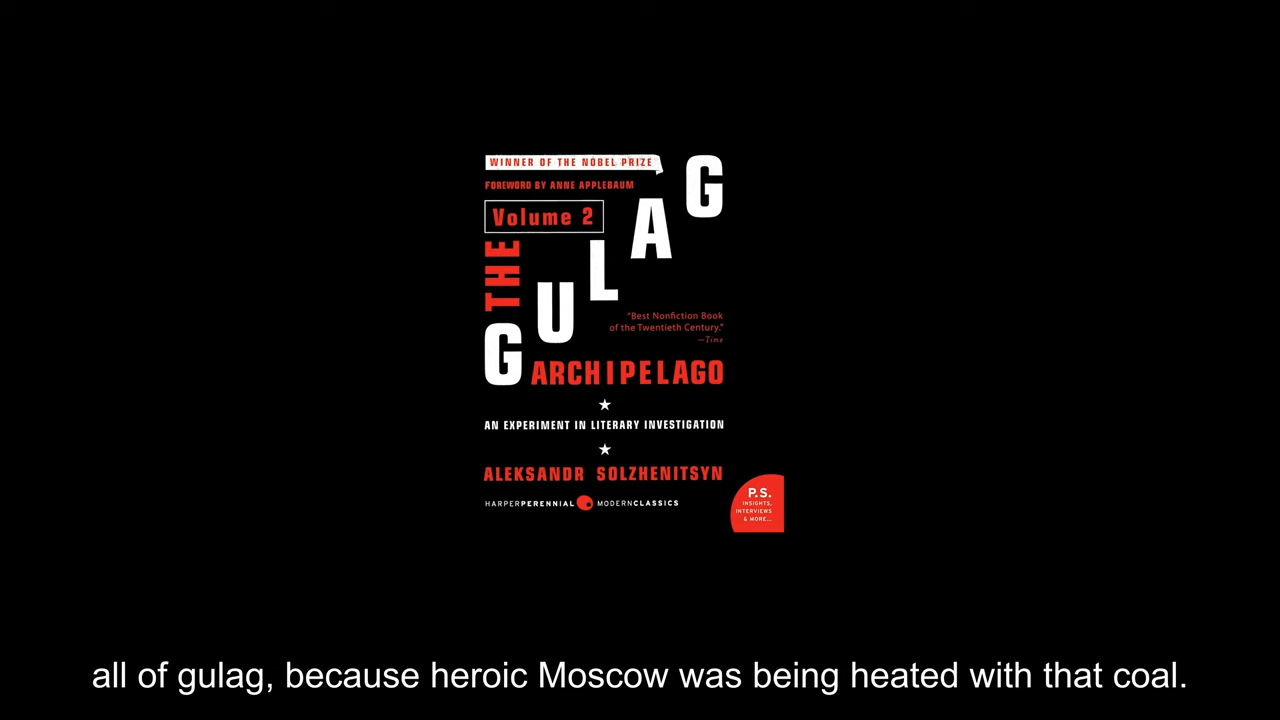 WINNER OF THE NOBEL PRIZE
FOREWORD BY ANNE APPLEBAUM
Volume 2
THE
GULAG
"Best Nonfiction Book
of the Twentieth Century."
—Time
ARCHIPELAGO
AN EXPERIMENT IN LITERARY INVESTIGATION
ALEKSANDR SOLZHENITSYN
HARPERPERENNIAL MODERNCLASSICS
P.S.
INSIGHTS,
INTERVIEWS
& MORE...
all of gulag, because heroic Moscow was being heated with that coal.